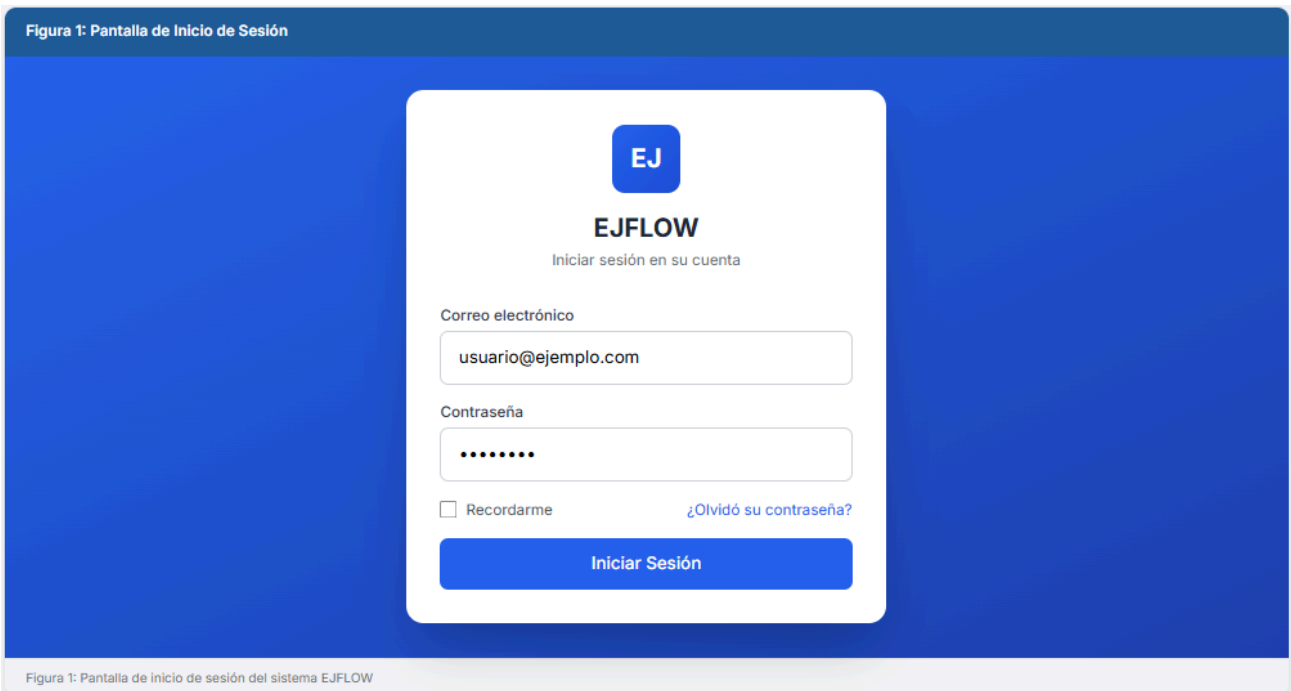 Figura 1: Pantalla de Inicio de Sesión
EJ
EJFLOW
Iniciar sesión en su cuenta
Correo electrónico
usuario@ejemplo.com
Contraseña
••••••••
Recordarme ¿Olvidó su contraseña?
Iniciar Sesión
Figura 1: Pantalla de inicio de sesión del sistema EJFLOW